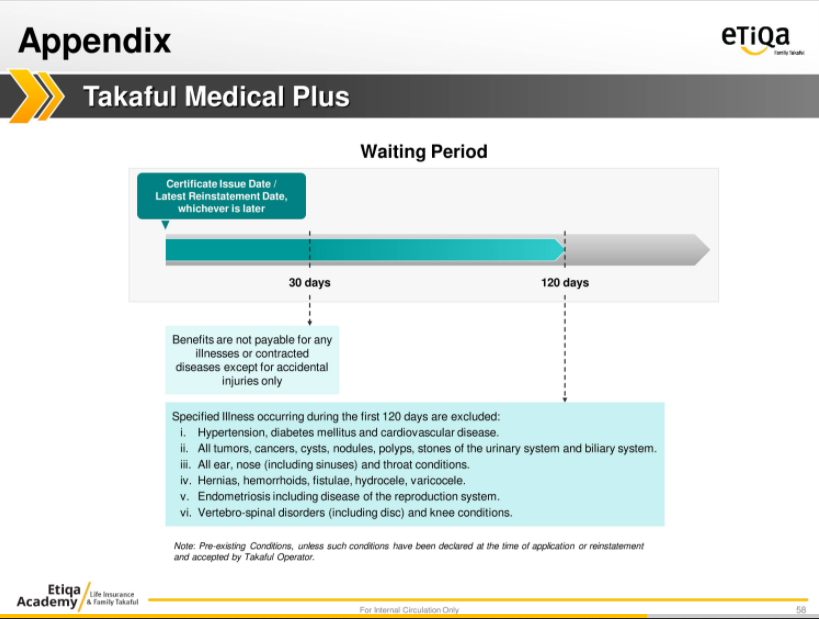 Appendix
eTiQa
Family Takaful
Takaful Medical Plus
Waiting Period
Certificate Issue Date /
Latest Reinstatement Date,
whichever is later
30 days
120 days
Benefits are not payable for any
illnesses or contracted
diseases except for accidental
injuries only
Specified Illness occurring during the first 120 days are excluded:
i. Hypertension, diabetes mellitus and cardiovascular disease.
ii. All tumors, cancers, cysts, nodules, polyps, stones of the urinary system and biliary system.
iii. All ear, nose (including sinuses) and throat conditions.
iv. Hernias, hemorrhoids, fistulae, hydrocele, varicocele.
v. Endometriosis including disease of the reproduction system.
vi. Vertebro-spinal disorders (including disc) and knee conditions.
Note: Pre-existing Conditions, unless such conditions have been declared at the time of application or reinstatement
and accepted by Takaful Operator.
Etiqa
Academy
Life Insurance
& Family Takaful
For Internal Circulation Only
58